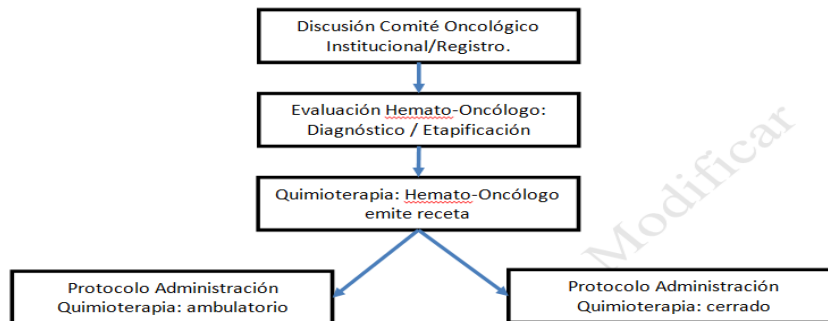 Discusión Comité Oncológico
Institucional/Registro.
Evaluación Hemato-Oncólogo:
Diagnóstico / Etapificación
Quimioterapia: Hemato-Oncólogo
emite receta
Protocolo Administración
Quimioterapia: ambulatorio
Protocolo Administración
Quimioterapia: cerrado
Modificar